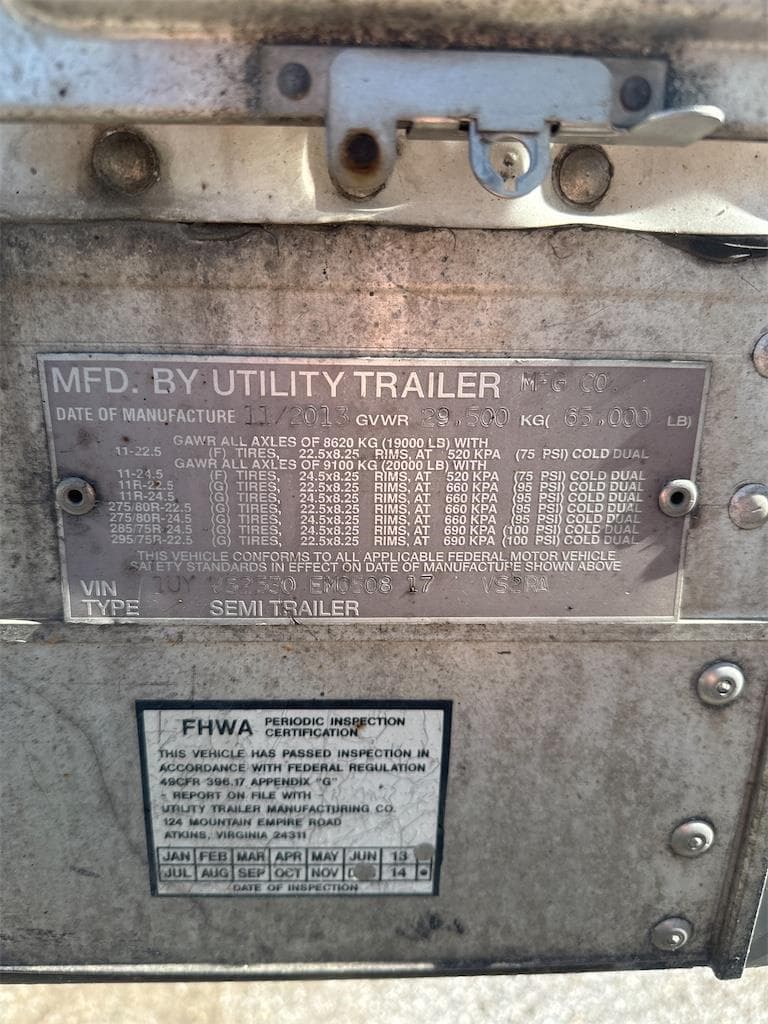 MFD. BY UTILITY TRAILER MFG CO.
DATE OF MANUFACTURE 11/2013 GVWR 29,500 KG( 65,000 LB)
GAWR ALL AXLES OF 8620 KG (19000 LB) WITH
11-22.5 (F) TIRES, 22.5x8.25 RIMS, AT 520 KPA (75 PSI) COLD DUAL
GAWR ALL AXLES OF 9100 KG (20000 LB) WITH
11-24.5 (F) TIRES, 24.5x8.25 RIMS, AT 520 KPA (75 PSI) COLD DUAL
11R-22.5 (G) TIRES, 22.5x8.25 RIMS, AT 660 KPA (95 PSI) COLD DUAL
11R-24.5 (G) TIRES, 24.5x8.25 RIMS, AT 660 KPA (95 PSI) COLD DUAL
275/80R-22.5 (G) TIRES, 22.5x8.25 RIMS, AT 660 KPA (95 PSI) COLD DUAL
275/80R-24.5 (G) TIRES, 24.5x8.25 RIMS, AT 660 KPA (95 PSI) COLD DUAL
285/75R-24.5 (G) TIRES, 24.5x8.25 RIMS, AT 690 KPA (100 PSI) COLD DUAL
295/75R-22.5 (G) TIRES, 22.5x8.25 RIMS, AT 690 KPA (100 PSI) COLD DUAL
THIS VEHICLE CONFORMS TO ALL APPLICABLE FEDERAL MOTOR VEHICLE
SAFETY STANDARDS IN EFFECT ON DATE OF MANUFACTURE SHOWN ABOVE
VIN 1UY 17 VS2RA
TYPE SEMI TRAILER
FHWA PERIODIC INSPECTION
CERTIFICATION
THIS VEHICLE HAS PASSED INSPECTION IN
ACCORDANCE WITH FEDERAL REGULATION
49CFR 396.17 APPENDIX "G"
- REPORT ON FILE WITH -
UTILITY TRAILER MANUFACTURING CO.
124 MOUNTAIN EMPIRE ROAD
ATKINS, VIRGINIA 24311
JAN FEB MAR APR MAY JUN 13
JUL AUG SEP OCT NOV 14
DATE OF INSPECTION